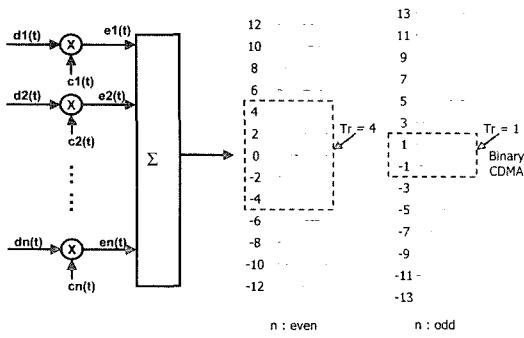 d1(t)
X
e1(t)
c1(t)
d2(t)
X
e2(t)
c2(t)
dn(t)
X
en(t)
cn(t)
Σ
12
10
8
6
4
2
0
-2
-4
-6
-8
-10
-12
Tr = 4
n : even
13
11
9
7
5
3
1
-1
-3
-5
-7
-9
-11
-13
Tr = 1
Binary
CDMA
n : odd